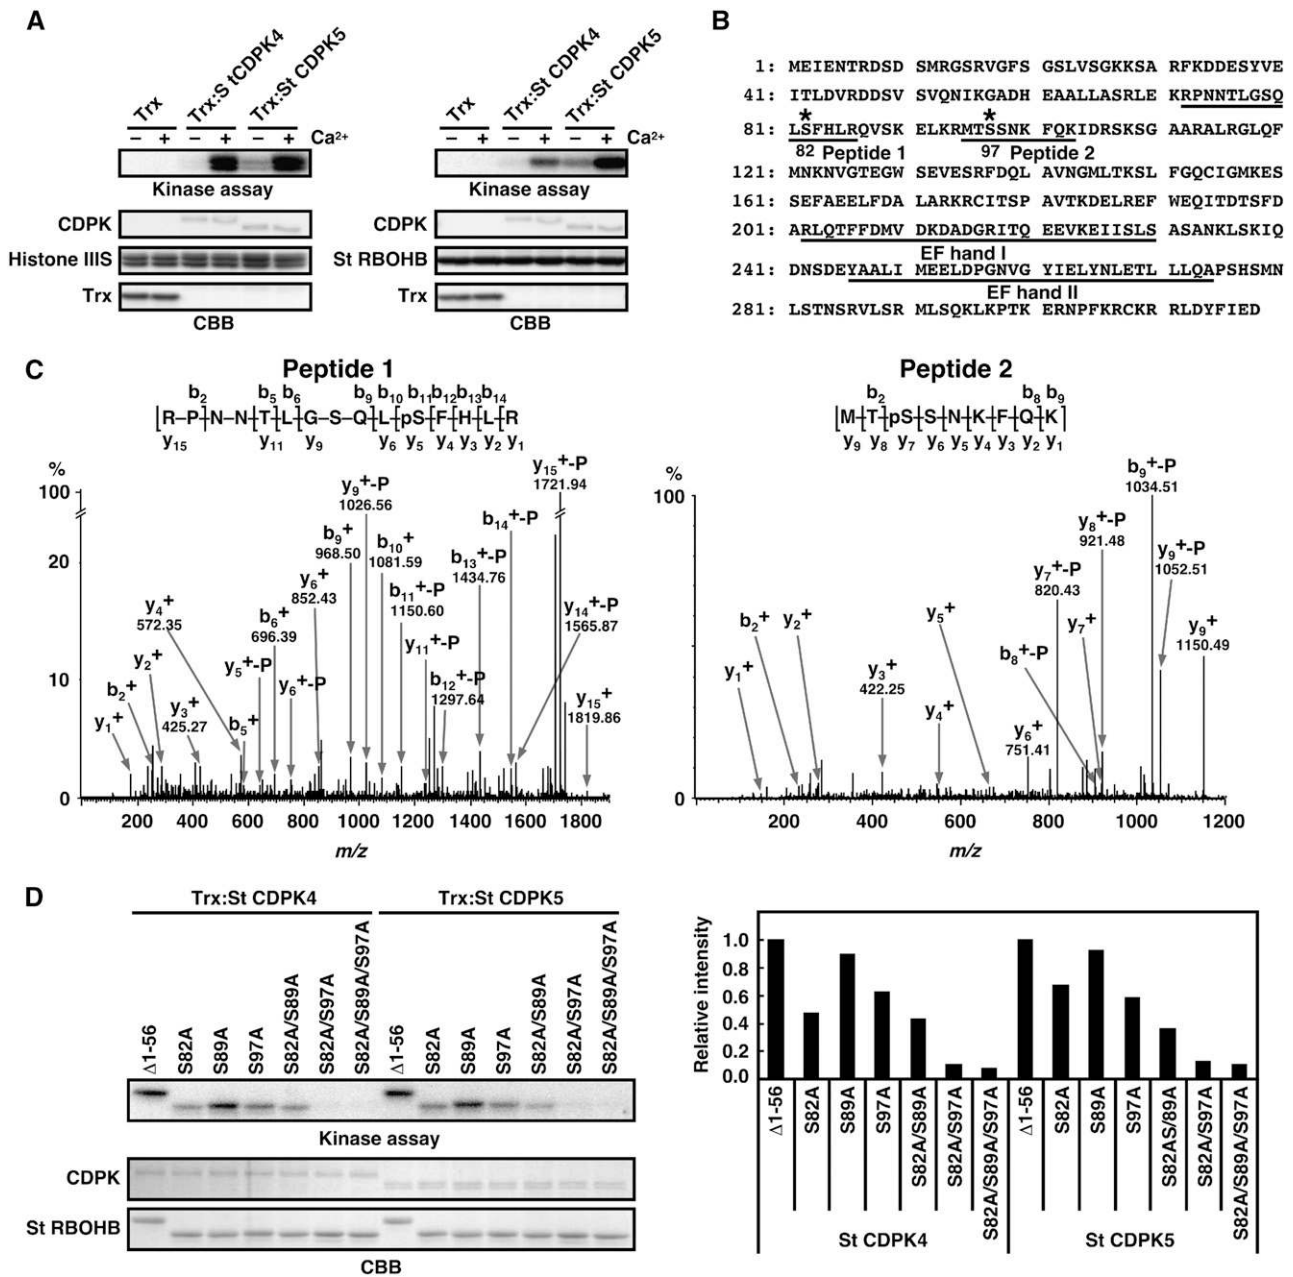 A
Trx
Trx:S tCDPK4
Trx:St CDPK5
– + – + – + Ca2+
Kinase assay
CDPK
Histone IIIS
Trx
CBB
Trx
Trx:St CDPK4
Trx:St CDPK5
– + – + – + Ca2+
Kinase assay
CDPK
St RBOHB
Trx
CBB
B
1: MEIENTRDSD SMRGSRVGFS GSLVSGKKSA RFKDDESYVE
41: ITLDVRDDSV SVQNIKGADH EAALLASRLE KRPNNTLGSQ
* *
81: LSFHLRQVSK ELKRMTSSNK FQKIDRSKSG AARALRGLQF
82 Peptide 1 97 Peptide 2
121: MNKNVGTEGW SEVESRFDQL AVNGMLTKSL FGQCIGMKES
161: SEFAEELFDA LARKRCITSP AVTKDELREF WEQITDTSFD
201: ARLQTFFDMV DKDADGRITQ EEVKEIISLS ASANKLSKIQ
EF hand I
241: DNSDEYAALI MEELDPGNVG YIELYNLETL LLQAPSHSMN
EF hand II
281: LSTNSRVLSR MLSQKLKPTK ERNPFKRCKR RLDYFIED
C
Peptide 1
b2 b5 b6 b9 b10 b11 b12 b13 b14
R–P–N–N–T–L–G–S–Q–L–pS–F–H–L–R
y15 y11 y9 y6 y5 y4 y3 y2 y1
%
100
20
10
0
y1+
b2+
y2+
y4+
572.35
y3+
425.27
b5+
y5+-P
b6+
696.39
y6+-P
y6+
852.43
b9+
968.50
y9+-P
1026.56
b10+
1081.59
b11+-P
1150.60
y11+-P
b12+-P
1297.64
b13+-P
1434.76
b14+-P
y15+-P
1721.94
y14+-P
1565.87
y15+
1819.86
200 400 600 800 1000 1200 1400 1600 1800
m/z
Peptide 2
b2 b8 b9
M–T–pS–S–N–K–F–Q–K
y9 y8 y7 y6 y5 y4 y3 y2 y1
%
100
0
y1+
b2+
y2+
y3+
422.25
y4+
y5+
y6+
751.41
b8+-P
y7+-P
820.43
y7+
y8+-P
921.48
b9+-P
1034.51
y9+-P
1052.51
y9+
1150.49
200 400 600 800 1000 1200
m/z
D
Trx:St CDPK4 Trx:St CDPK5
Δ1-56
S82A
S89A
S97A
S82A/S89A
S82A/S97A
S82A/S89A/S97A
Δ1-56
S82A
S89A
S97A
S82A/S89A
S82A/S97A
S82A/S89A/S97A
Kinase assay
CDPK
St RBOHB
CBB
Relative intensity
1.0
0.8
0.6
0.4
0.2
0.0
Δ1-56
S82A
S89A
S97A
S82A/S89A
S82A/S97A
S82A/S89A/S97A
Δ1-56
S82A
S89A
S97A
S82AS/89A
S82A/S97A
S82A/S89A/S97A
St CDPK4 St CDPK5